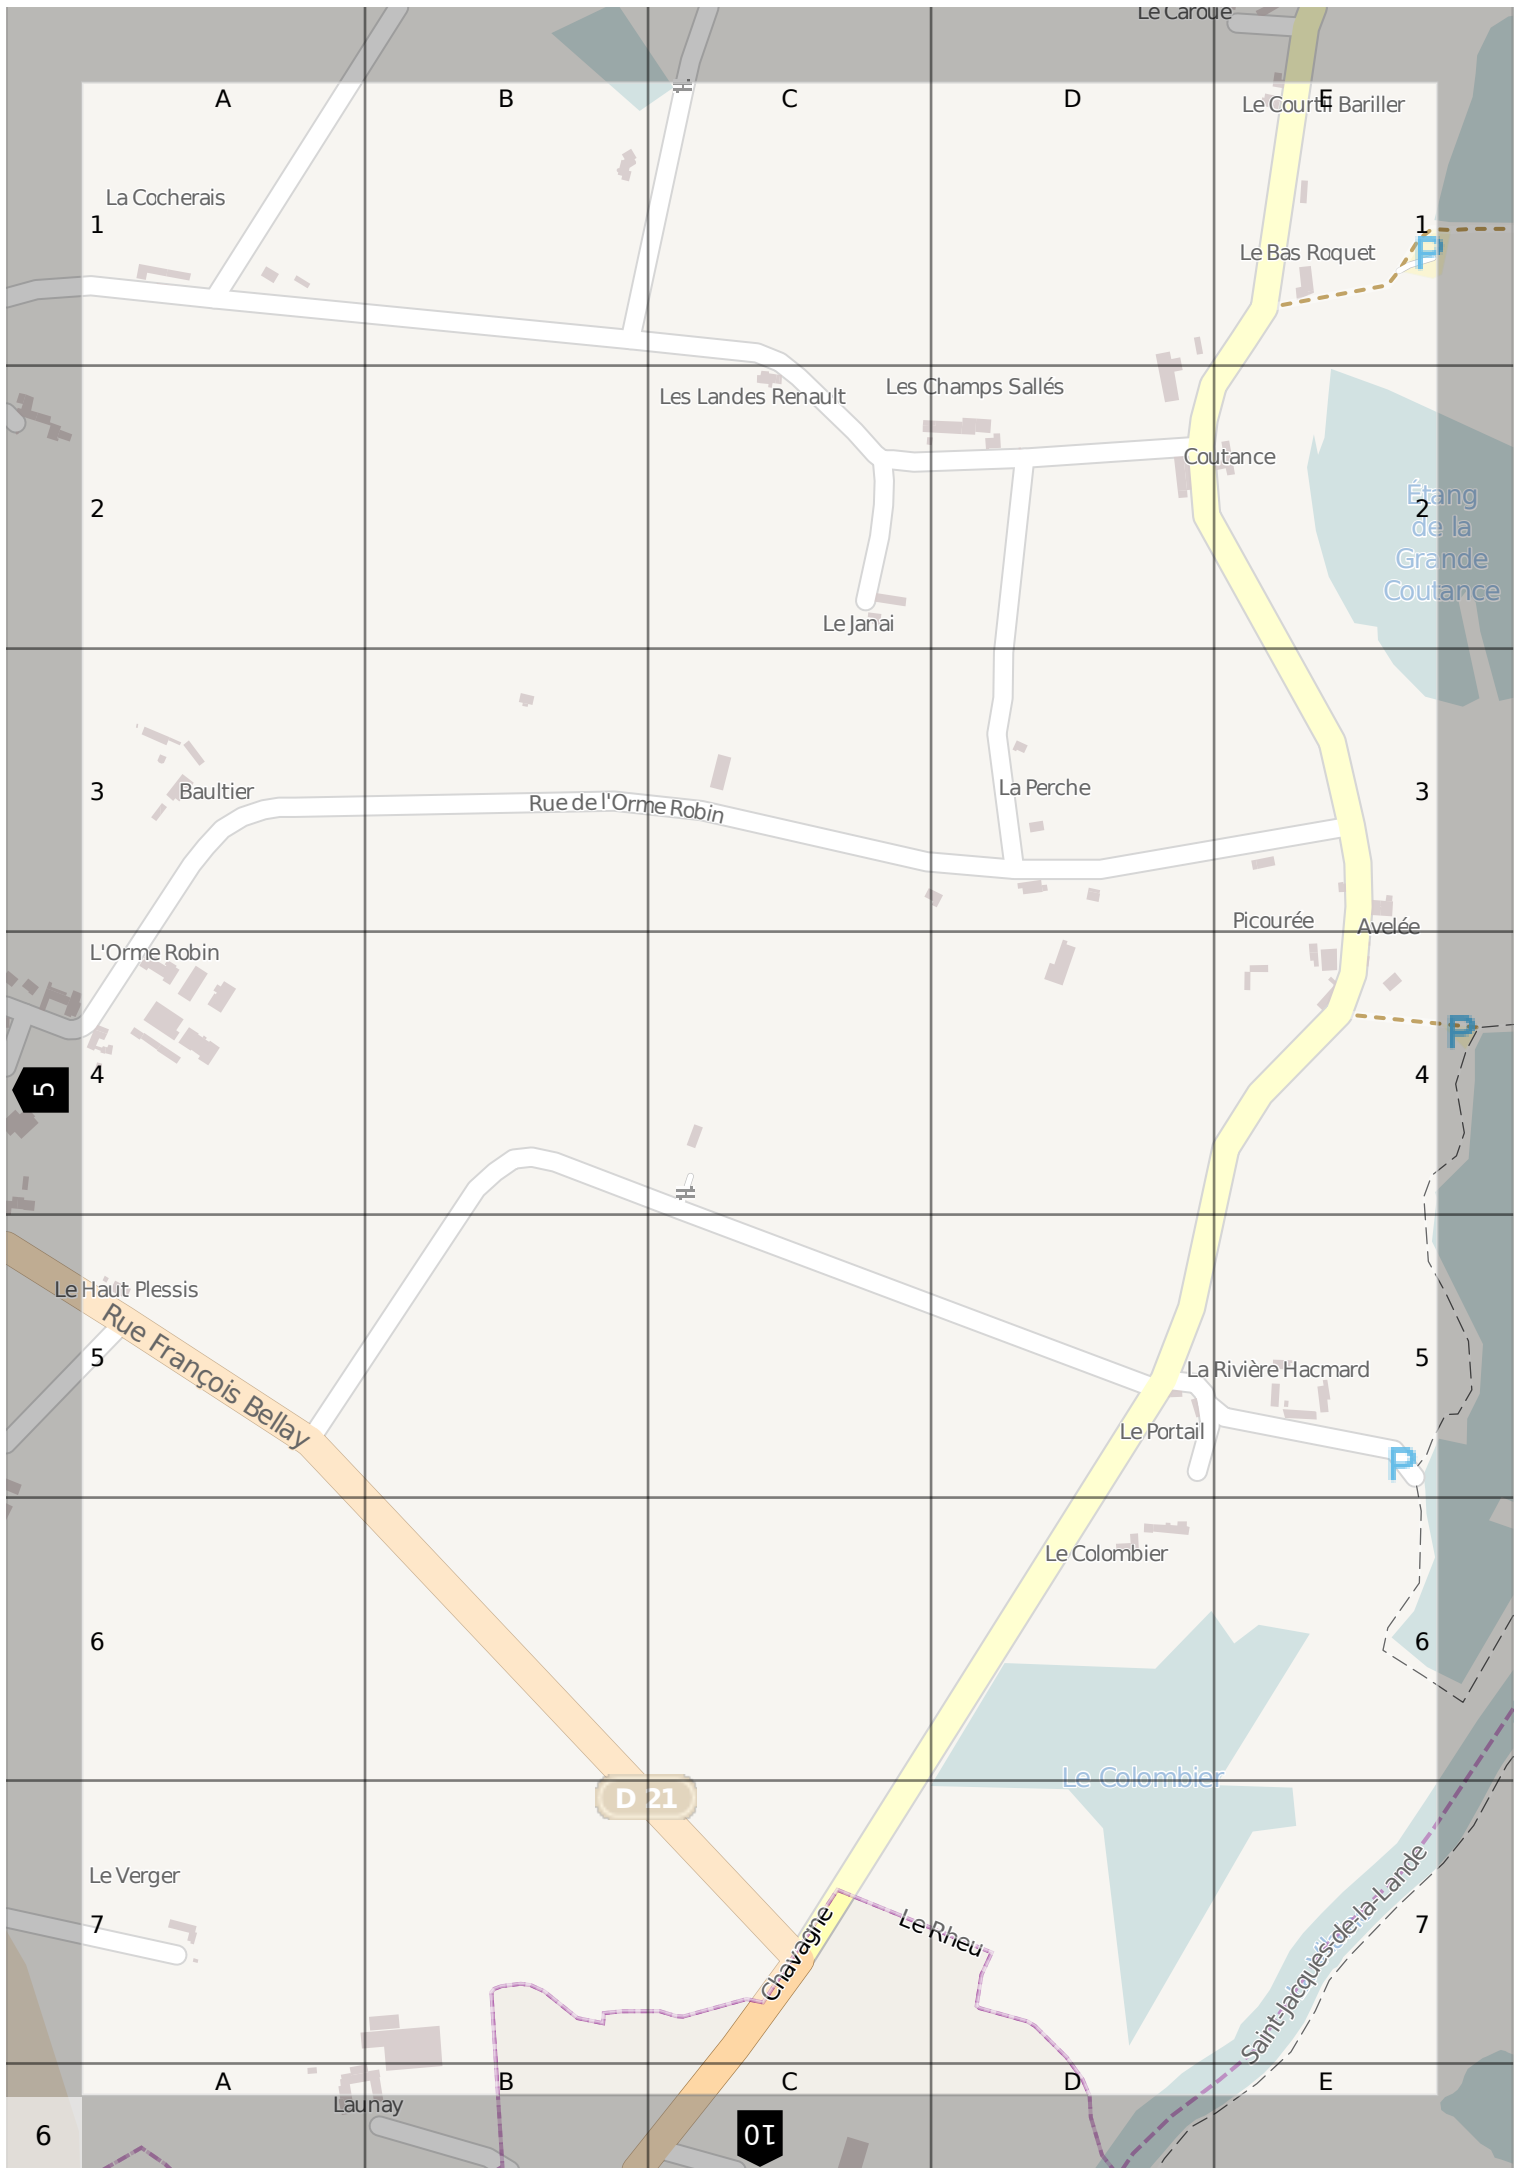 Le Caroué
A
B
C
D
E
Le Courtil Bariller
La Cocherais
1
1
Le Bas Roquet
P
Les Landes Renault
Les Champs Sallés
Coutance
2
2
Étang
de la
Grande
Coutance
Le Janai
3
3
Baultier
Rue de l'Orme Robin
La Perche
Picourée
Avelée
L'Orme Robin
P
4
4
5
Le Haut Plessis
Rue François Bellay
5
5
La Rivière Hacmard
Le Portail
P
Le Colombier
6
6
Le Colombier
D 21
Le Verger
7
7
Chavagne
Le Rheu
Saint-Jacques-de-la-Lande
A
B
C
D
E
Launay
6
10